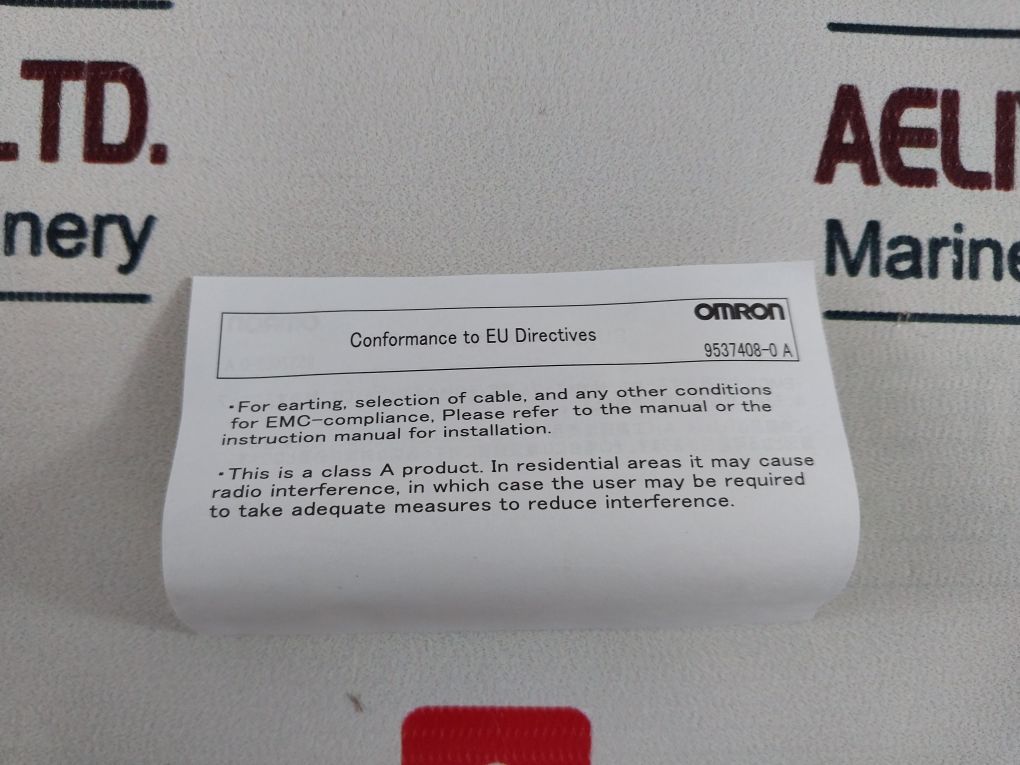 LTD.
AELI
nery
Marine
OMRON
Conformance to EU Directives
9537408-0 A
・For earting, selection of cable, and any other conditions
for EMC-compliance, Please refer to the manual or the
instruction manual for installation.
・This is a class A product. In residential areas it may cause
radio interference, in which case the user may be required
to take adequate measures to reduce interference.